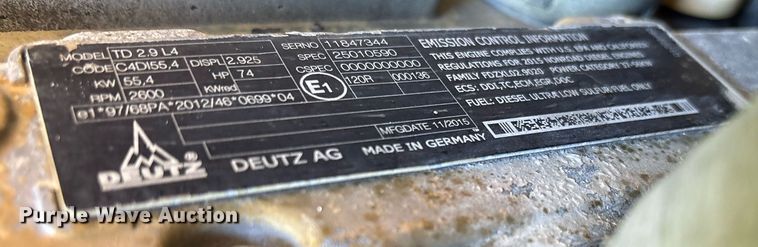 MODEL TD 2.9 L4
CODE C4DI55,4 DISPL 2.925
KW 55,4 HP 74
RPM 2600 KWred
e1*97/68PA*2012/46*0699*04
SERNO 11847344
SPEC 25010590
CSPEC 0000000000
E1 120R 000136
MFGDATE 11/2015
DEUTZ
DEUTZ AG MADE IN GERMANY
EMISSION CONTROL INFORMATION
THIS ENGINE COMPLIES WITH U.S. EPA AND CALIFORNIA
REGULATIONS FOR 2015 NONROAD
ECS: DDI,TC,ECM,EGR,DOC
FUEL: DIESEL ULTRA LOW SULFUR FUEL ONLY
Purple Wave Auction